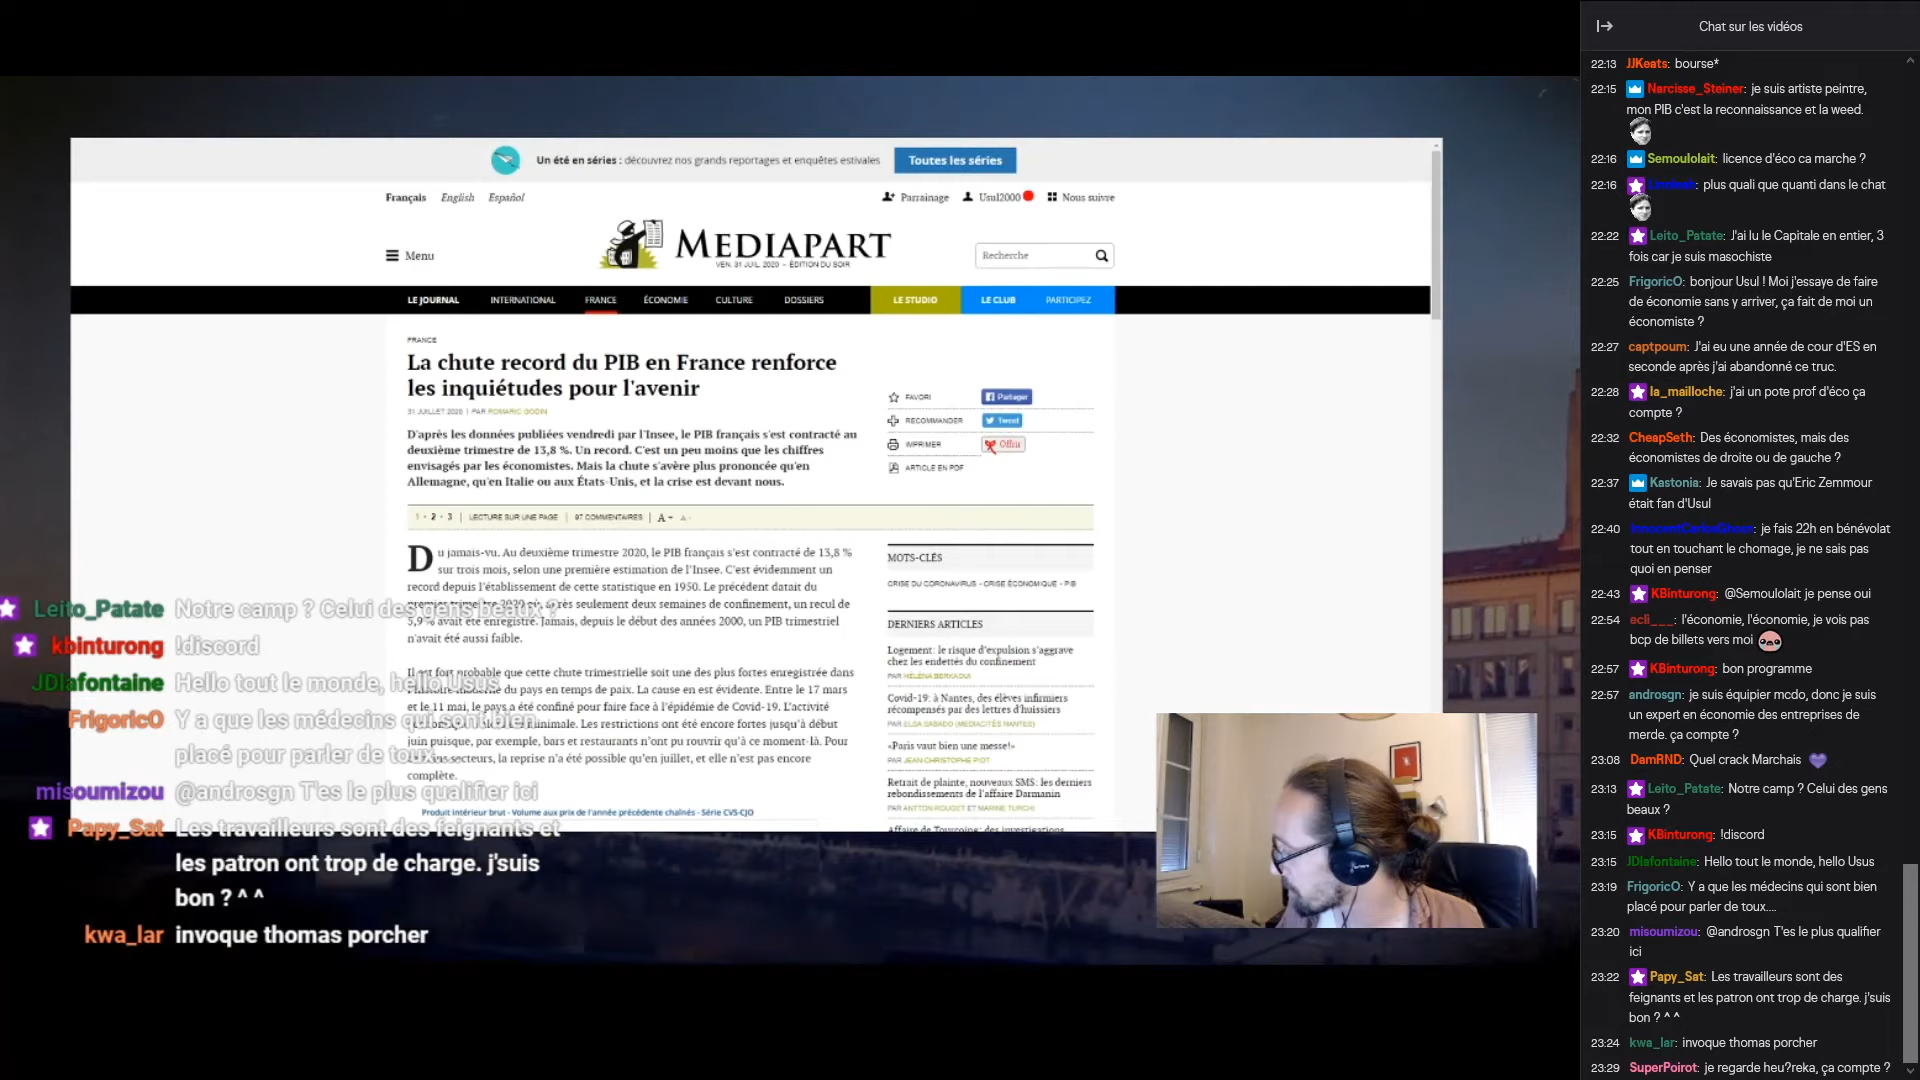 Un été en séries : découvrez nos grands reportages et enquêtes estivales
Toutes les séries
Français English Español
Parrainage Usul2000 Nous suivre
Menu
MEDIAPART
VEN. 31 JUIL. 2020 - ÉDITION DU SOIR
Recherche
LE JOURNAL INTERNATIONAL FRANCE ÉCONOMIE CULTURE DOSSIERS LE STUDIO LE CLUB PARTICIPEZ
FRANCE
La chute record du PIB en France renforce
les inquiétudes pour l'avenir
31 JUILLET 2020 | PAR ROMARIC GODIN
D'après les données publiées vendredi par l'Insee, le PIB français s'est contracté au
deuxième trimestre de 13,8 %. Un record. C'est un peu moins que les chiffres
envisagés par les économistes. Mais la chute s'avère plus prononcée qu'en
Allemagne, qu'en Italie ou aux États-Unis, et la crise est devant nous.
FAVORI Partager
RECOMMANDER Tweet
IMPRIMER Offrir
ARTICLE EN PDF
1 · 2 · 3 | LECTURE SUR UNE PAGE | 97 COMMENTAIRES | A+ A-
Du jamais-vu. Au deuxième trimestre 2020, le PIB français s'est contracté de 13,8 %
sur trois mois, selon une première estimation de l'Insee. C'est évidemment un
record depuis l'établissement de cette statistique en 1950. Le précédent datait du
premier trimestre 2020 où, après seulement deux semaines de confinement, un recul de
5,9 % avait été enregistré. Jamais, depuis le début des années 2000, un PIB trimestriel
n'avait été aussi faible.
Il est fort probable que cette chute trimestrielle soit une des plus fortes enregistrée dans
l'histoire moderne du pays en temps de paix. La cause en est évidente. Entre le 17 mars
et le 11 mai, le pays a été confiné pour faire face à l'épidémie de Covid-19. L'activité
minimale. Les restrictions ont été encore fortes jusqu'à début
juin puisque, par exemple, bars et restaurants n'ont pu rouvrir qu'à ce moment-là. Pour
secteurs, la reprise n'a été possible qu'en juillet, et elle n'est pas encore
complète.
Produit intérieur brut - Volume aux prix de l'année précédente chaînés - Série CVS-CJO
MOTS-CLÉS
CRISE DU CORONAVIRUS - CRISE ÉCONOMIQUE - PIB
DERNIERS ARTICLES
Logement: le risque d'expulsion s'aggrave
chez les endettés du confinement
PAR HÉLÉNA BERKAOUI
Covid-19: à Nantes, des élèves infirmiers
récompensés par des lettres d'huissiers
PAR ELSA SABADO (MEDIACITÉS NANTES)
«Paris vaut bien une messe!»
PAR JEAN-CHRISTOPHE PIOT
Retrait de plainte, nouveaux SMS: les derniers
rebondissements de l'affaire Darmanin
PAR ANTTON ROUGET ET MARINE TURCHI
Affaire de Tourcoing: des investigations
Leito_Patate Notre camp ? Celui des gens beaux ?
kbinturong !discord
JDlafontaine Hello tout le monde, hello Usus
FrigoricO Y a que les médecins qui sont bien
placé pour parler de toux....
misoumizou @androsgn T'es le plus qualifier ici
Papy_Sat Les travailleurs sont des feignants et
les patron ont trop de charge. j'suis
bon ? ^ ^
kwa_lar invoque thomas porcher
Chat sur les vidéos
22:13 JJKeats: bourse*
22:15 Narcisse_Steiner: je suis artiste peintre,
mon PIB c'est la reconnaissance et la weed.
22:16 Semoulolait: licence d'éco ca marche ?
22:16 : plus quali que quanti dans le chat
22:22 Leito_Patate: J'ai lu le Capitale en entier, 3
fois car je suis masochiste
22:25 FrigoricO: bonjour Usul ! Moi j'essaye de faire
de économie sans y arriver, ça fait de moi un
économiste ?
22:27 captpoum: J'ai eu une année de cour d'ES en
seconde après j'ai abandonné ce truc.
22:28 la_mailloche: j'ai un pote prof d'éco ça
compte ?
22:32 CheapSeth: Des économistes, mais des
économistes de droite ou de gauche ?
22:37 Kastonia: Je savais pas qu'Eric Zemmour
était fan d'Usul
22:40 InnocentCarlosGhosn: je fais 22h en bénévolat
tout en touchant le chomage, je ne sais pas
quoi en penser
22:43 KBinturong: @Semoulolait je pense oui
22:54 ecli___: l'économie, l'économie, je vois pas
bcp de billets vers moi
22:57 KBinturong: bon programme
22:57 androsgn: je suis équipier mcdo, donc je suis
un expert en économie des entreprises de
merde. ça compte ?
23:08 DamRND: Quel crack Marchais
23:13 Leito_Patate: Notre camp ? Celui des gens
beaux ?
23:15 KBinturong: !discord
23:15 JDlafontaine: Hello tout le monde, hello Usus
23:19 FrigoricO: Y a que les médecins qui sont bien
placé pour parler de toux....
23:20 misoumizou: @androsgn T'es le plus qualifier
ici
23:22 Papy_Sat: Les travailleurs sont des
feignants et les patron ont trop de charge. j'suis
bon ? ^ ^
23:24 kwa_lar: invoque thomas porcher
23:29 SuperPoirot: je regarde heu?reka, ça compte ?